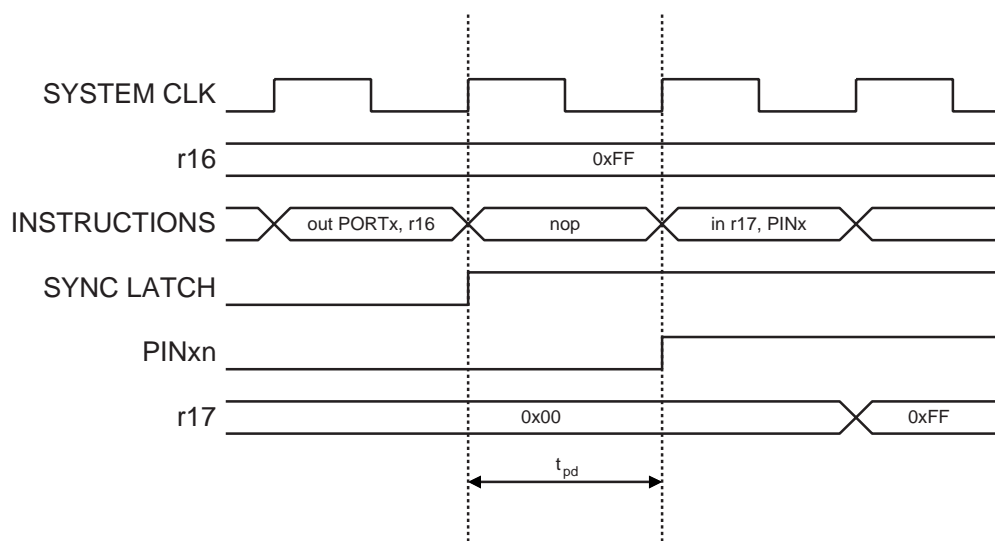 SYSTEM CLK
r16
0xFF
INSTRUCTIONS
out PORTx, r16
nop
in r17, PINx
SYNC LATCH
PINxn
r17
0x00
0xFF
tpd